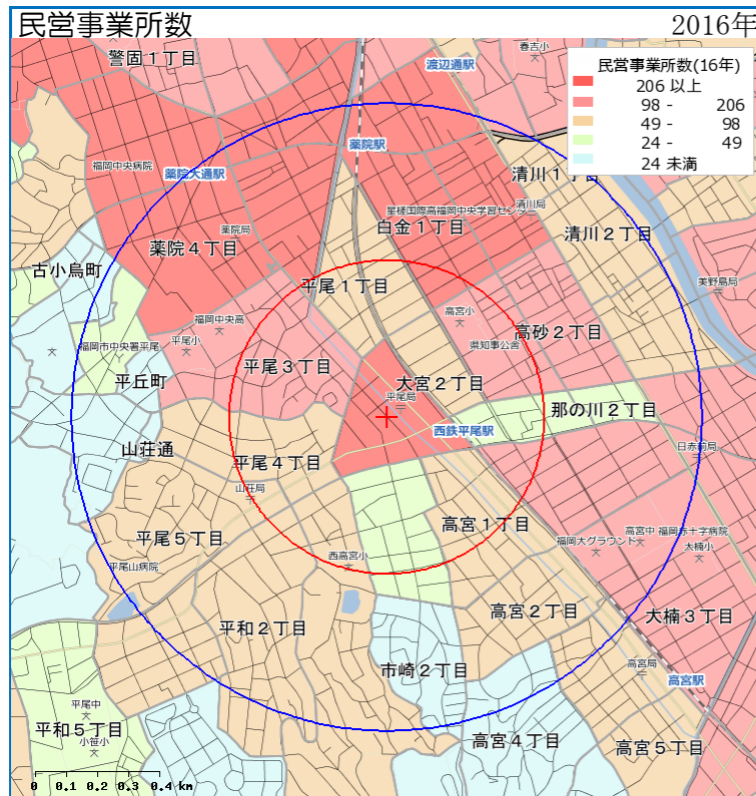 民営事業所数
2016年
民営事業所数(16年)
206 以上
98 - 206
49 - 98
24 - 49
24 未満
警固1丁目
渡辺通駅
春吉小
福岡中央病院
薬院大通駅
薬院駅
清川1丁目
清川局
薬院局
白金1丁目
清川2丁目
薬院4丁目
古小烏町
平尾1丁目
美野島局
福岡中央高
高宮小
県知事公舎
高砂2丁目
福岡市中央署平尾
平尾小
平尾3丁目
平丘町
大宮2丁目
平尾局
那の川2丁目
西鉄平尾駅
日赤前局
山荘通
平尾4丁目
山荘局
平尾5丁目
高宮1丁目
高宮中
福岡赤十字病院
福岡大グラウンド
大楠小
平尾山病院
西高宮小
高宮2丁目
大楠3丁目
平和2丁目
市崎2丁目
高宮局
高宮駅
平尾中
平和5丁目
小笹小
高宮4丁目
高宮5丁目
0 0.1 0.2 0.3 0.4 km